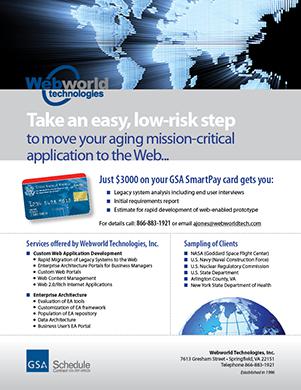 Webworld
technologies
Take an easy, low-risk step
to move your aging mission-critical
application to the Web...
Just $3000 on your GSA SmartPay card gets you:
■ Legacy system analysis including end user interviews
■ Initial requirements report
■ Estimate for rapid development of web-enabled prototype
For details call: 866-883-1921 or email ajones@webworldtech.com
Services offered by Webworld Technologies, Inc.
■ Custom Web Application Development
• Rapid Migration of Legacy Systems to the Web
• Enterprise Architecture Portals for Business Managers
• Custom Web Portals
• Web Content Management
• Web 2.0/Rich Internet Applications
■ Enterprise Architecture
• Evaluation of EA tools
• Customization of EA framework
• Population of EA repository
• Data Architecture
• Business User's EA Portal
Sampling of Clients
■ NASA (Goddard Space Flight Center)
■ U.S. Navy (Naval Construction Force)
■ U.S. Nuclear Regulatory Commission
■ U.S. State Department
■ Arlington County, VA
■ New York State Department of Health
GSA Schedule
Contract
Webworld Technologies, Inc.
7613 Gresham Street • Springfield, VA 22151
Telephone 866-883-1921
Established in 1996